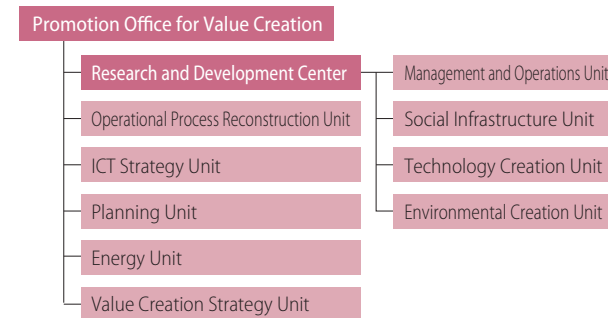 Promotion Office for Value Creation
Research and Development Center
Management and Operations Unit
Operational Process Reconstruction Unit
Social Infrastructure Unit
ICT Strategy Unit
Technology Creation Unit
Planning Unit
Environmental Creation Unit
Energy Unit
Value Creation Strategy Unit